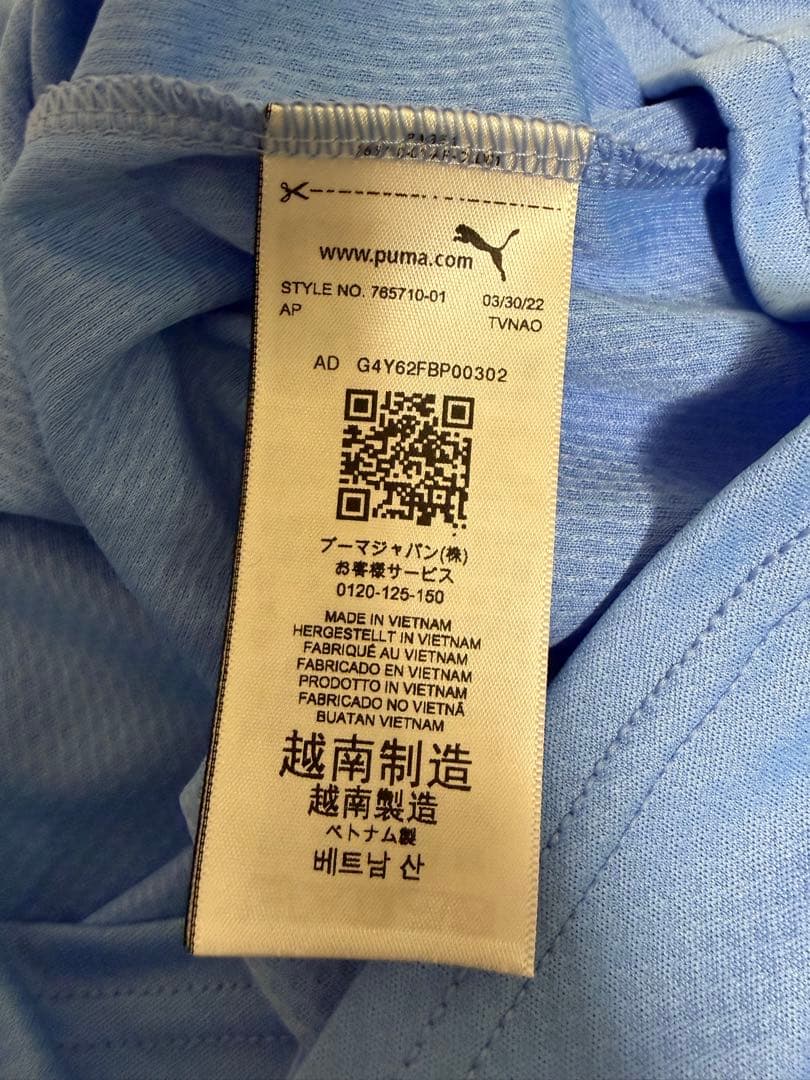 www.puma.com
STYLE NO. 765710-01 03/30/22
AP TVNAO
AD G4Y62FBP00302
プーマジャパン(株)
お客様サービス
0120-125-150
MADE IN VIETNAM
HERGESTELLT IN VIETNAM
FABRIQUÉ AU VIETNAM
FABRICADO EN VIETNAM
PRODOTTO IN VIETNAM
FABRICADO NO VIETNÃ
BUATAN VIETNAM
越南制造
越南製造
ベトナム製
베트남 산